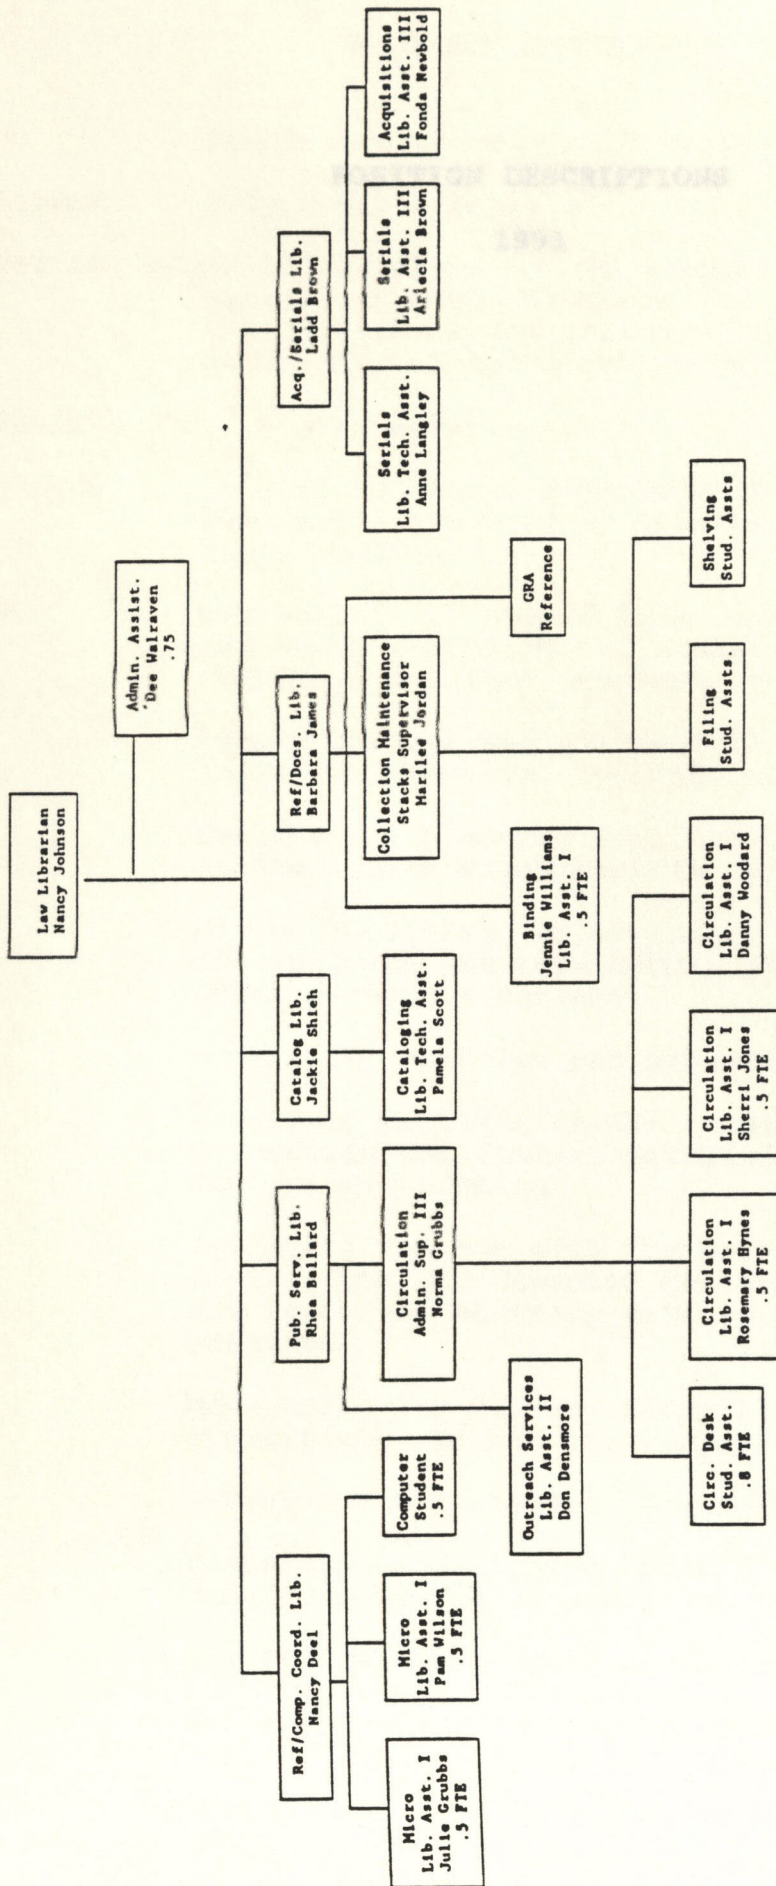 Law Librarian
Nancy Johnson
Admin. Assist.
Dee Walraven
.75
Ref/Comp. Coord. Lib.
Nancy Deel
Pub. Serv. Lib.
Rhea Ballard
Catalog Lib.
Jackie Shieh
Ref/Docs. Lib.
Barbara James
Acq./Serials Lib.
Ladd Brown
Micro
Lib. Asst. I
Julie Grubbs
.5 FTE
Micro
Lib. Asst. I
Pam Wilson
.5 FTE
Computer
Student
.5 FTE
Circulation
Admin. Sup. III
Norma Grubbs
Cataloging
Lib. Tech. Asst.
Pamela Scott
Collection Maintenance
Stacks Supervisor
Marilee Jordan
Serials
Lib. Tech. Asst.
Anne Langley
Serials
Lib. Asst. III
Ariecia Brown
Acquisitions
Lib. Asst. III
Fonda Newbold
Outreach Services
Lib. Asst. II
Don Densmore
Binding
Jennie Williams
Lib. Asst. I
.5 FTE
GRA
Reference
Circ. Desk
Stud. Asst.
.8 FTE
Circulation
Lib. Asst. I
Rosemary Hynes
.5 FTE
Circulation
Lib. Asst. I
Sherri Jones
.5 FTE
Circulation
Lib. Asst. I
Danny Woodard
Filing
Stud. Assts.
Shelving
Stud. Assts
POSITION DESCRIPTIONS